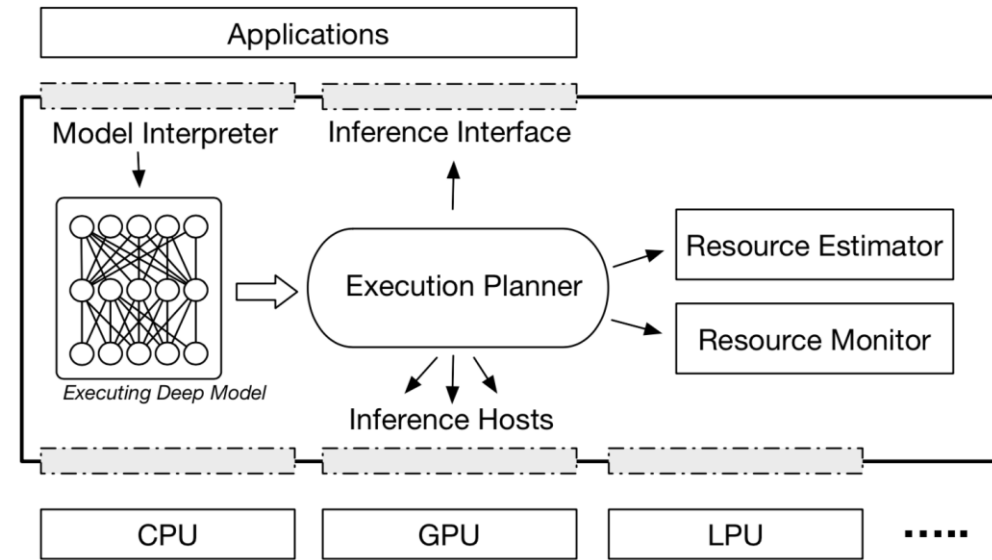 Applications
Model Interpreter
Inference Interface
Execution Planner
Resource Estimator
Resource Monitor
Executing Deep Model
Inference Hosts
CPU
GPU
LPU
.....